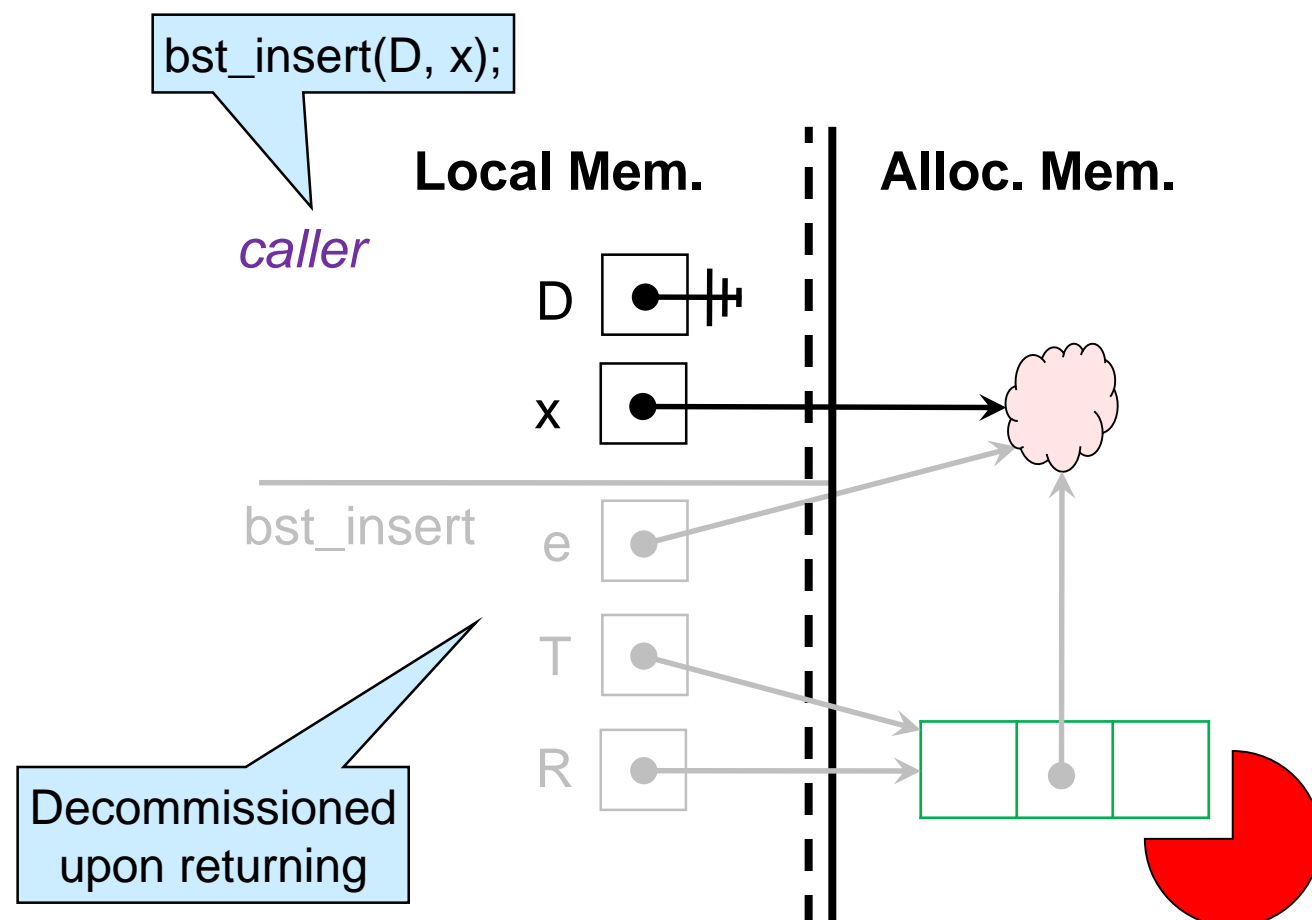 bst_insert(D, x);
Local Mem.
Alloc. Mem.
caller
D
x
bst_insert
e
T
R
Decommissioned
upon returning